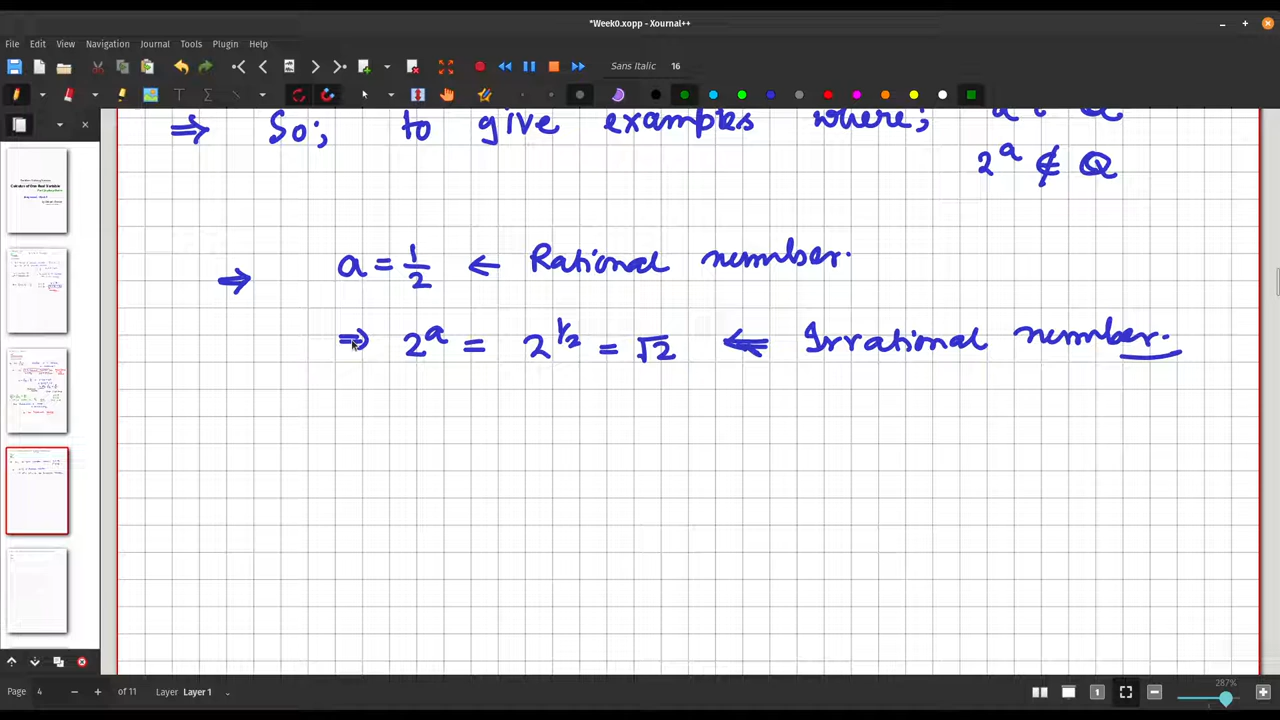 *Week0.xopp - Xournal++
File Edit View Navigation Journal Tools Plugin Help
Sans Italic 16
⇒ So; to give examples where;
2^a ∉ Q
⇒ a = 1/2 ← Rational number.
⇒ 2^a = 2^1/2 = √2 ⇐ Irrational number.
Page 4 of 11 Layer Layer 1
287%